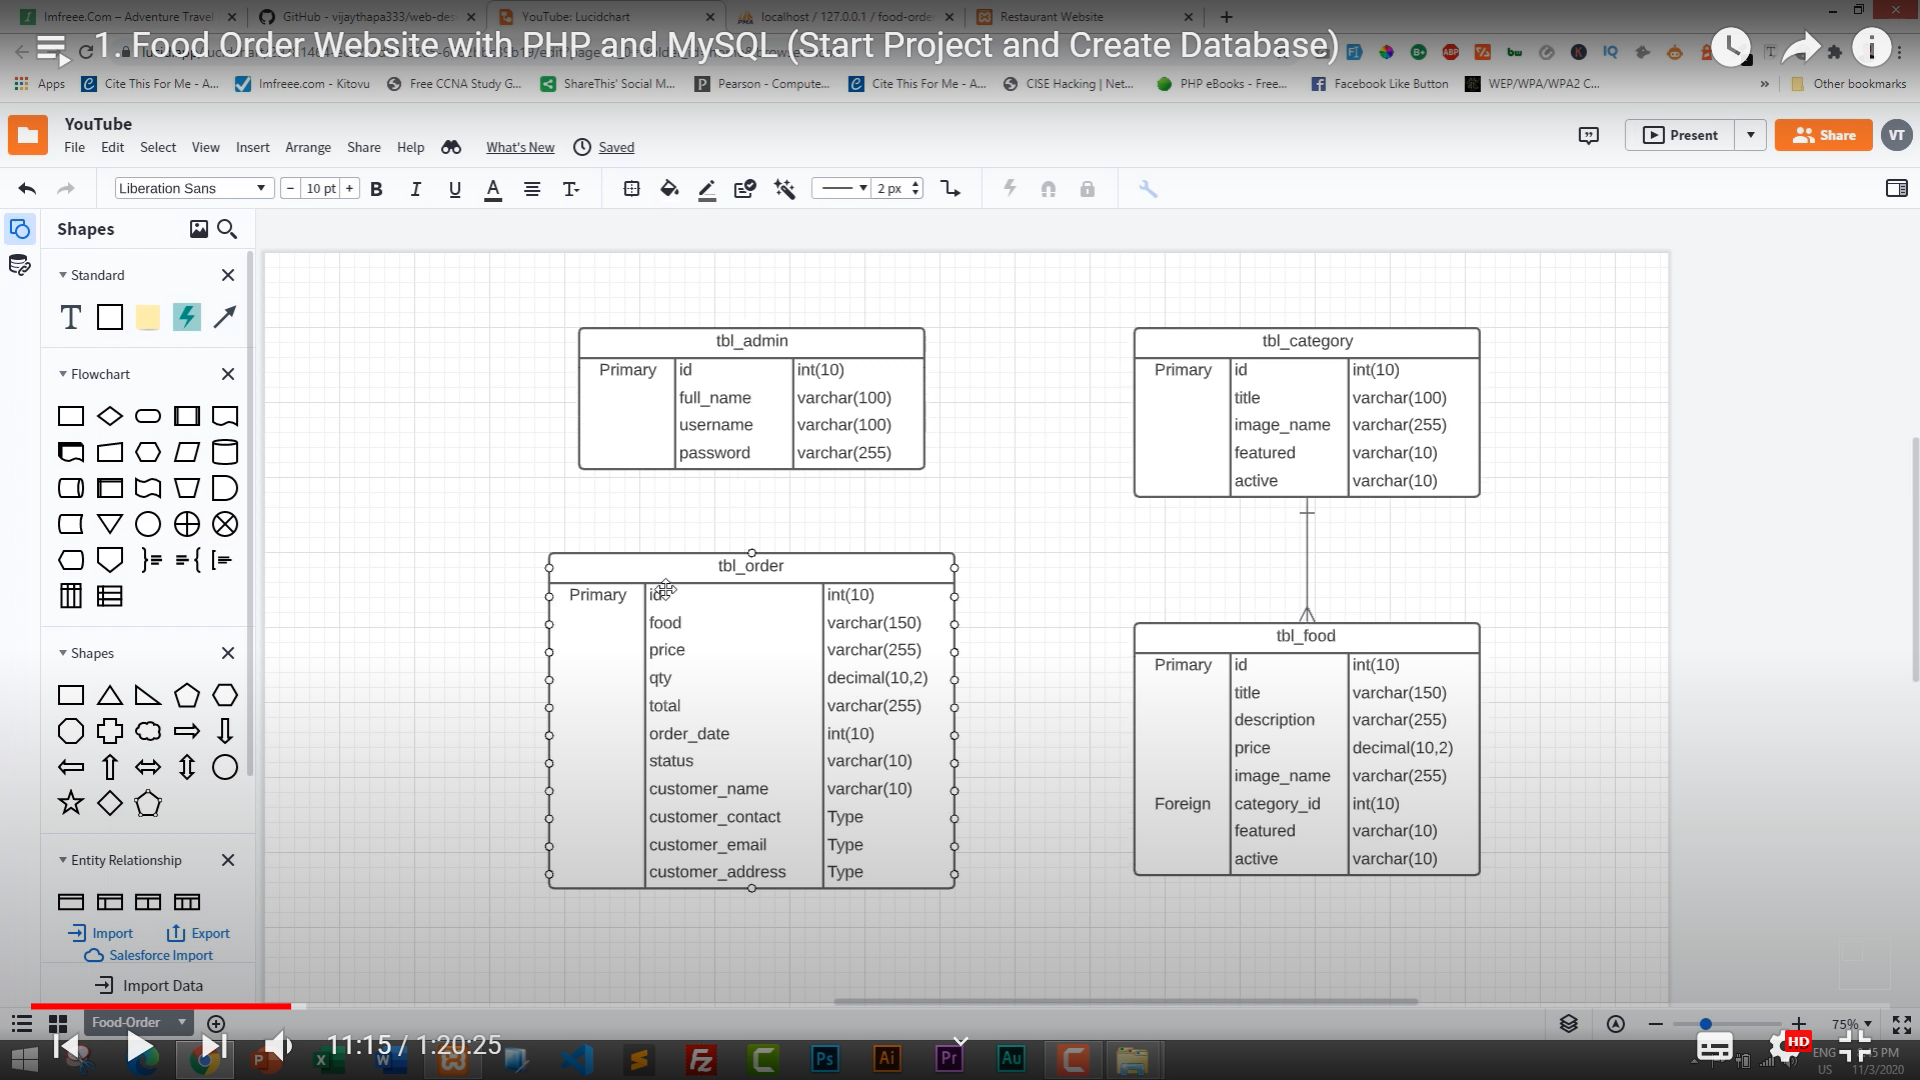 Imfreee.Com – Adventure Travel
GitHub - vijaythapa333/web-des
YouTube: Lucidchart
localhost / 127.0.0.1 / food-orde
Restaurant Website
1. Food Order Website with PHP and MySQL (Start Project and Create Database)
Apps
Cite This For Me - A...
Imfreee.com - Kitovu
Free CCNA Study G...
ShareThis' Social M...
Pearson - Compute...
Cite This For Me - A...
CISE Hacking | Net...
PHP eBooks - Free...
Facebook Like Button
WEP/WPA/WPA2 C...
»
Other bookmarks
YouTube
File Edit Select View Insert Arrange Share Help What's New Saved
Present
Share
VT
Liberation Sans
− 10 pt +
B I U A
2 px
Shapes
Standard
T
Flowchart
Shapes
Entity Relationship
Import Export
Salesforce Import
Import Data
tbl_admin
Primary id int(10)
full_name varchar(100)
username varchar(100)
password varchar(255)
tbl_category
Primary id int(10)
title varchar(100)
image_name varchar(255)
featured varchar(10)
active varchar(10)
tbl_order
Primary id int(10)
food varchar(150)
price varchar(255)
qty decimal(10,2)
total varchar(255)
order_date int(10)
status varchar(10)
customer_name varchar(10)
customer_contact Type
customer_email Type
customer_address Type
tbl_food
Primary id int(10)
title varchar(150)
description varchar(255)
price decimal(10,2)
image_name varchar(255)
Foreign category_id int(10)
featured varchar(10)
active varchar(10)
Food-Order
75%
11:15 / 1:20:25
HD
Ps Ai Pr Au
ENG
US
PM
11/3/2020